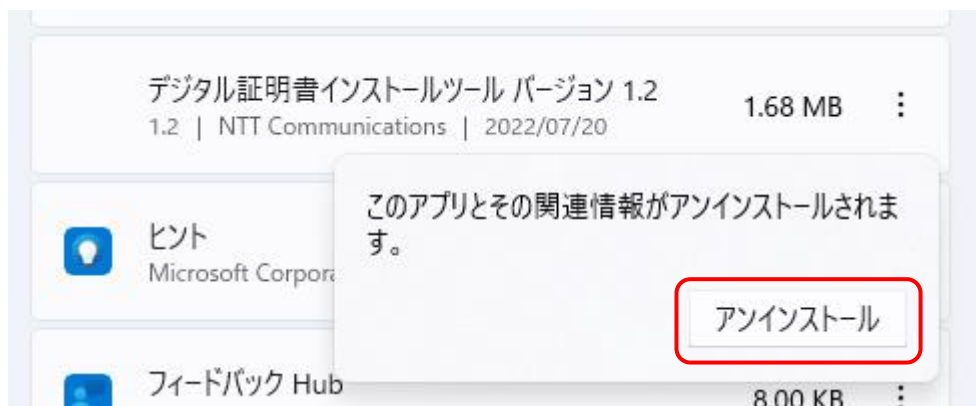 デジタル証明書インストールツール バージョン 1.2
1.68 MB
1.2 | NTT Communications | 2022/07/20
このアプリとその関連情報がアンインストールされま
す。
ヒント
Microsoft
アンインストール
フィードバック Hub
8.00 KB